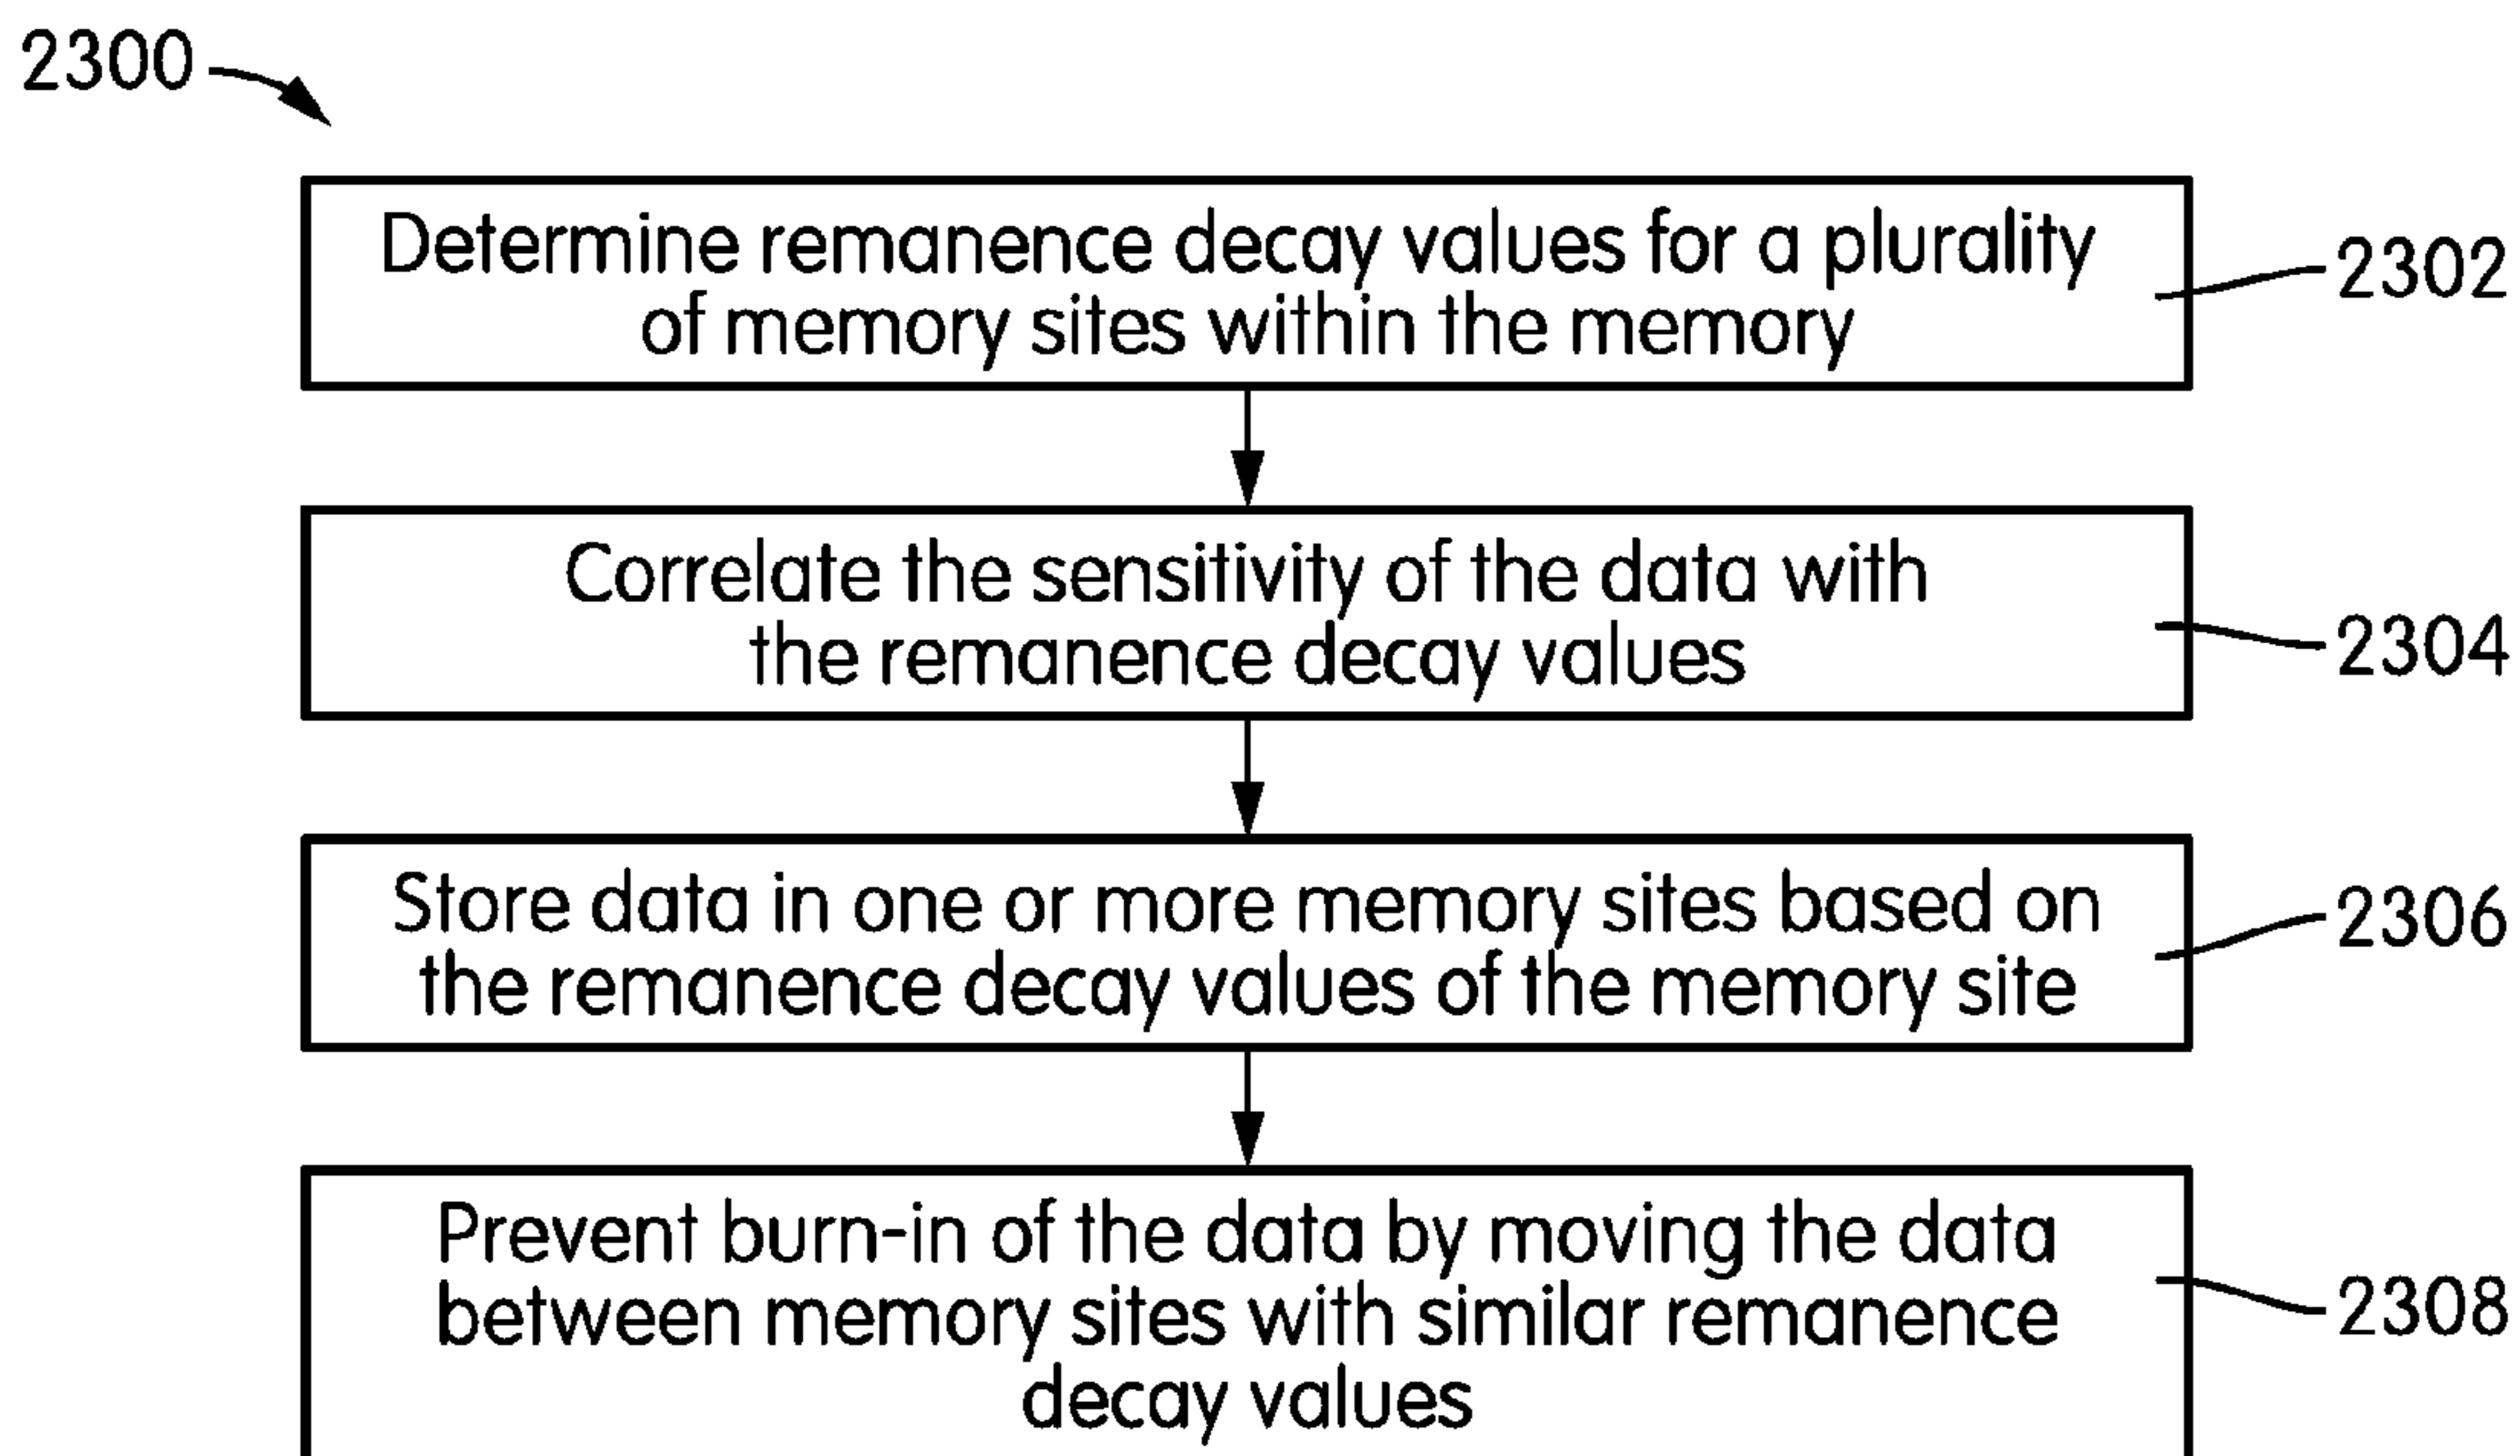 2300
Determine remanence decay values for a plurality
of memory sites within the memory
2302
Correlate the sensitivity of the data with
the remanence decay values
2304
Store data in one or more memory sites based on
the remanence decay values of the memory site
2306
Prevent burn-in of the data by moving the data
between memory sites with similar remanence
decay values
2308